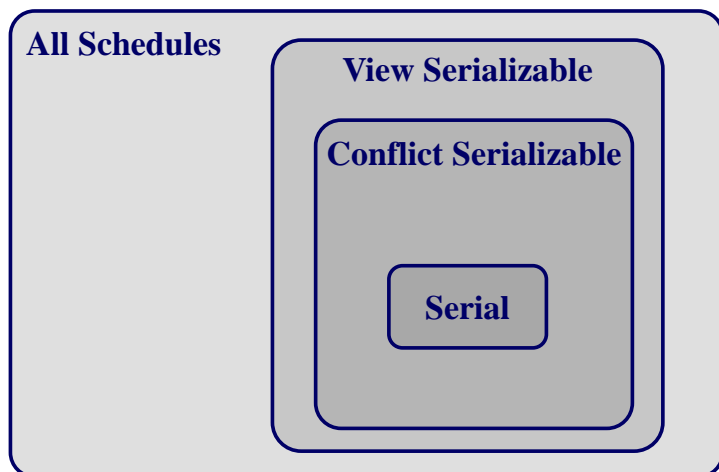 All Schedules
View Serializable
Conflict Serializable
Serial